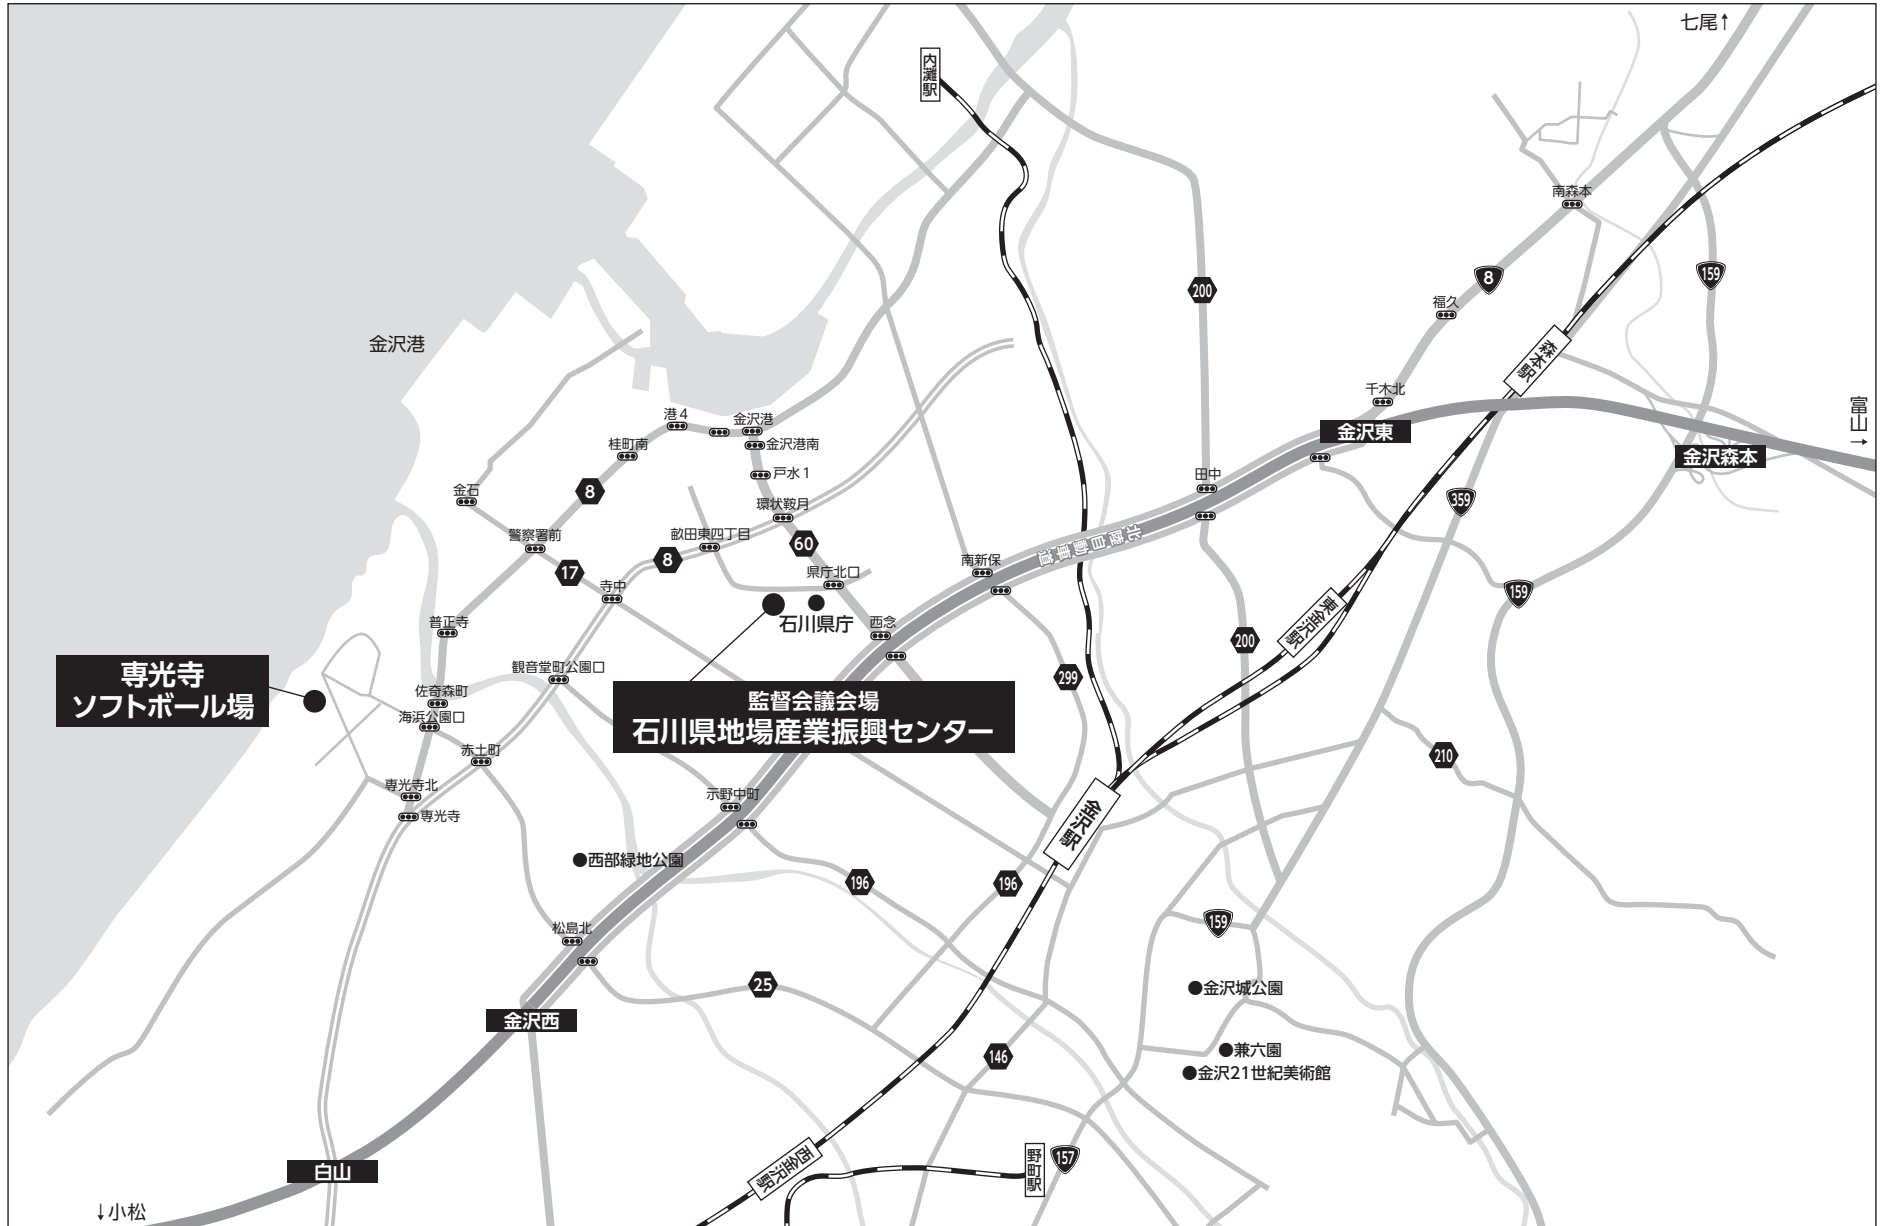 七尾↑
内灘駅
南森本
8
159
200
福久
金沢港
森本駅
千木北
富山→
金沢東
金沢森本
港4
金沢港
金沢港南
桂町南
戸水1
田中
金石
8
環状鞍月
359
警察署前
畝田東四丁目
60
北陸自動車道
8
17
県庁北口
南新保
寺中
159
石川県庁
西念
東金沢駅
普正寺
200
専光寺
ソフトボール場
観音堂町公園口
299
佐奇森町
監督会議会場
石川県地場産業振興センター
海浜公園口
赤土町
210
専光寺北
示野中町
専光寺
金沢駅
西部緑地公園
196
196
159
松島北
25
金沢城公園
金沢西
146
兼六園
金沢21世紀美術館
西金沢駅
野町駅
157
白山
↓小松